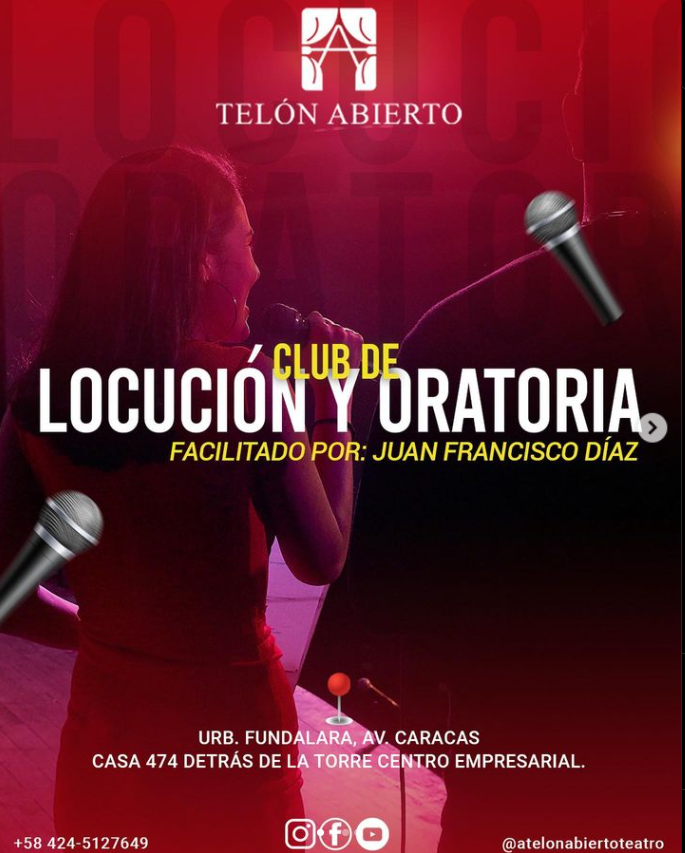 TELÓN ABIERTO
CLUB DE
LOCUCIÓN Y ORATORIA
FACILITADO POR: JUAN FRANCISCO DÍAZ
URB. FUNDALARA, AV. CARACAS
CASA 474 DETRÁS DE LA TORRE CENTRO EMPRESARIAL.
+58 424-5127649
@atelonabiertoteatro